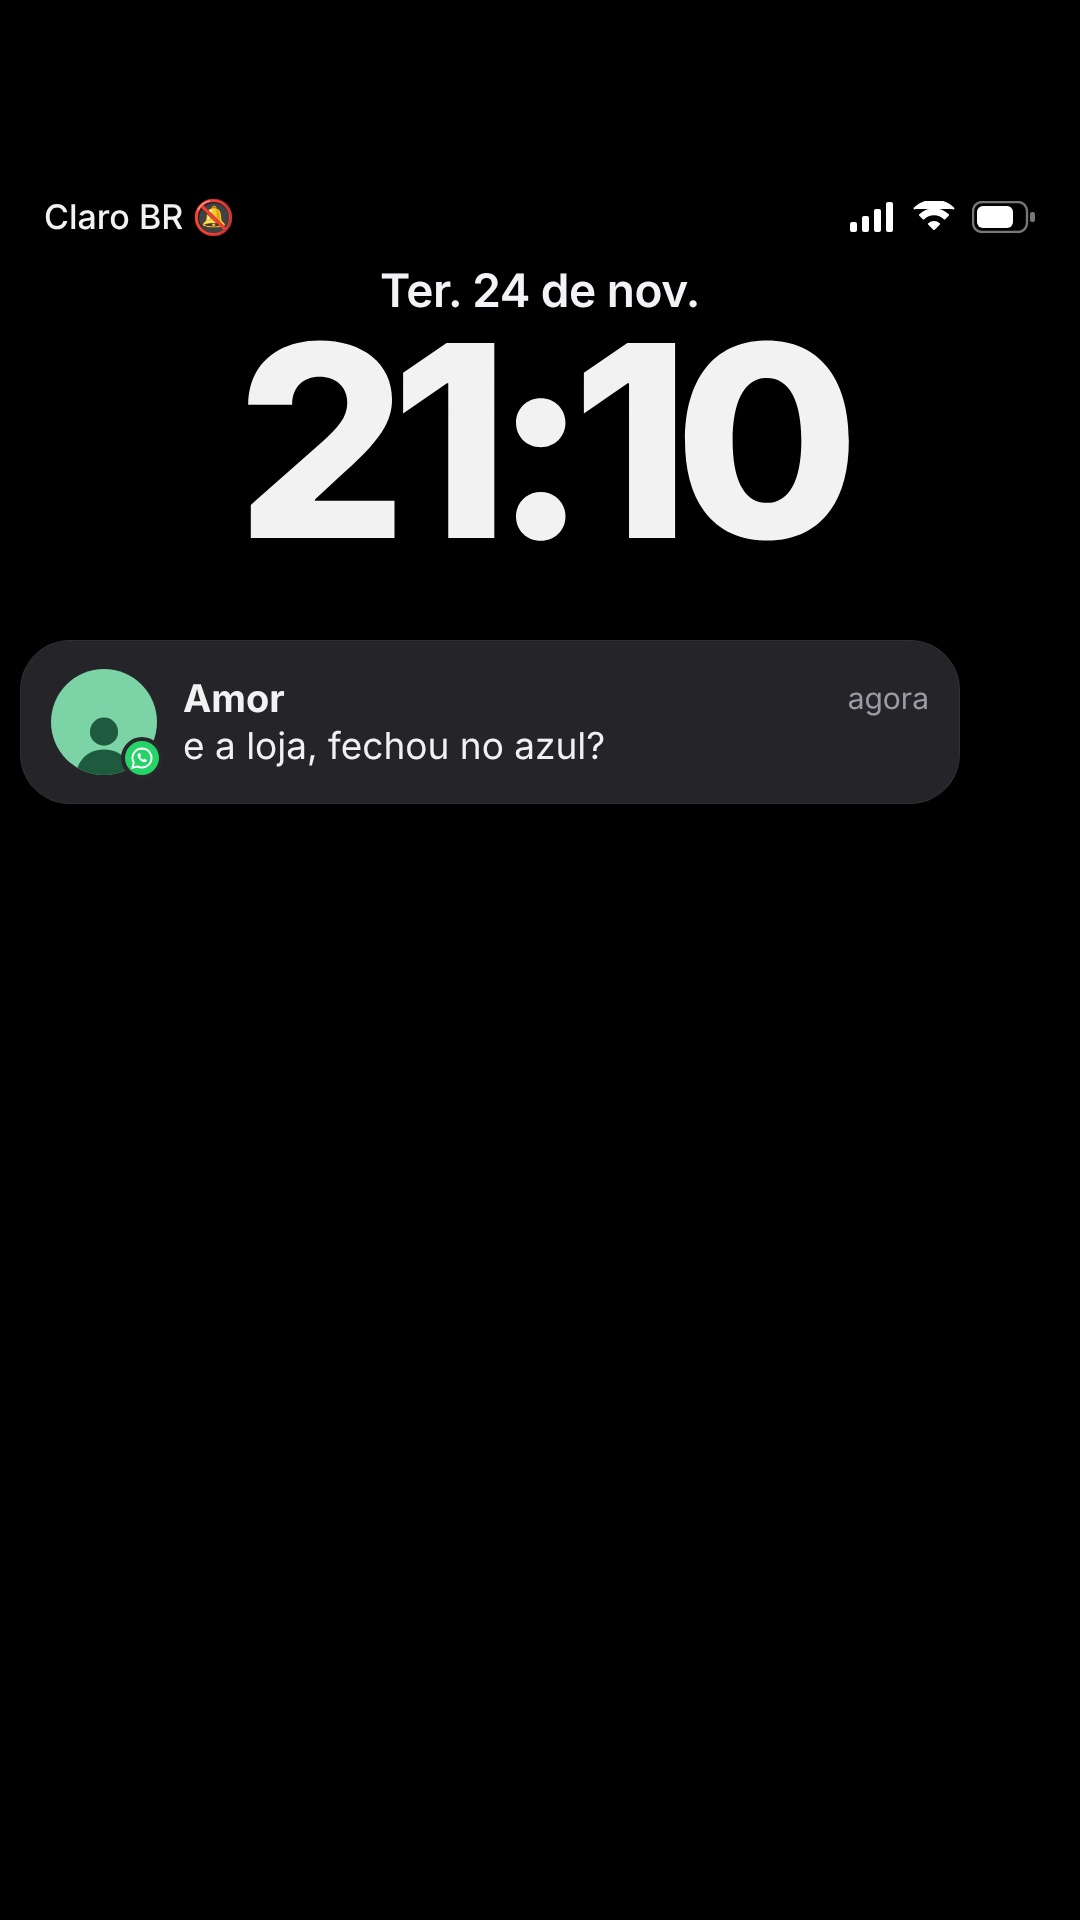 Claro BR
Ter. 24 de nov.
21:10
Amor
agora
e a loja, fechou no azul?